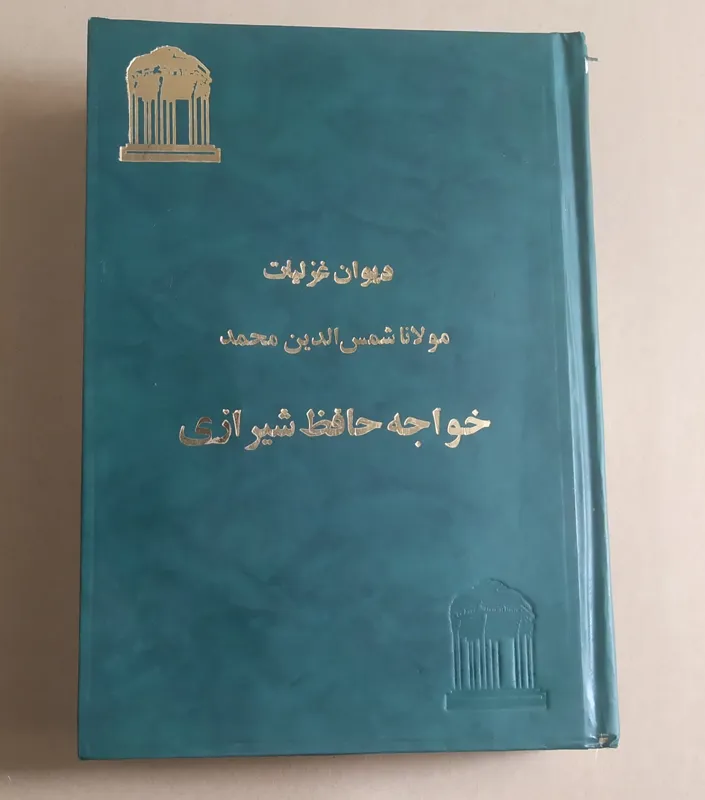 دیوان غزلیات
مولانا شمس‌الدین محمد
خواجه حافظ شیرازی